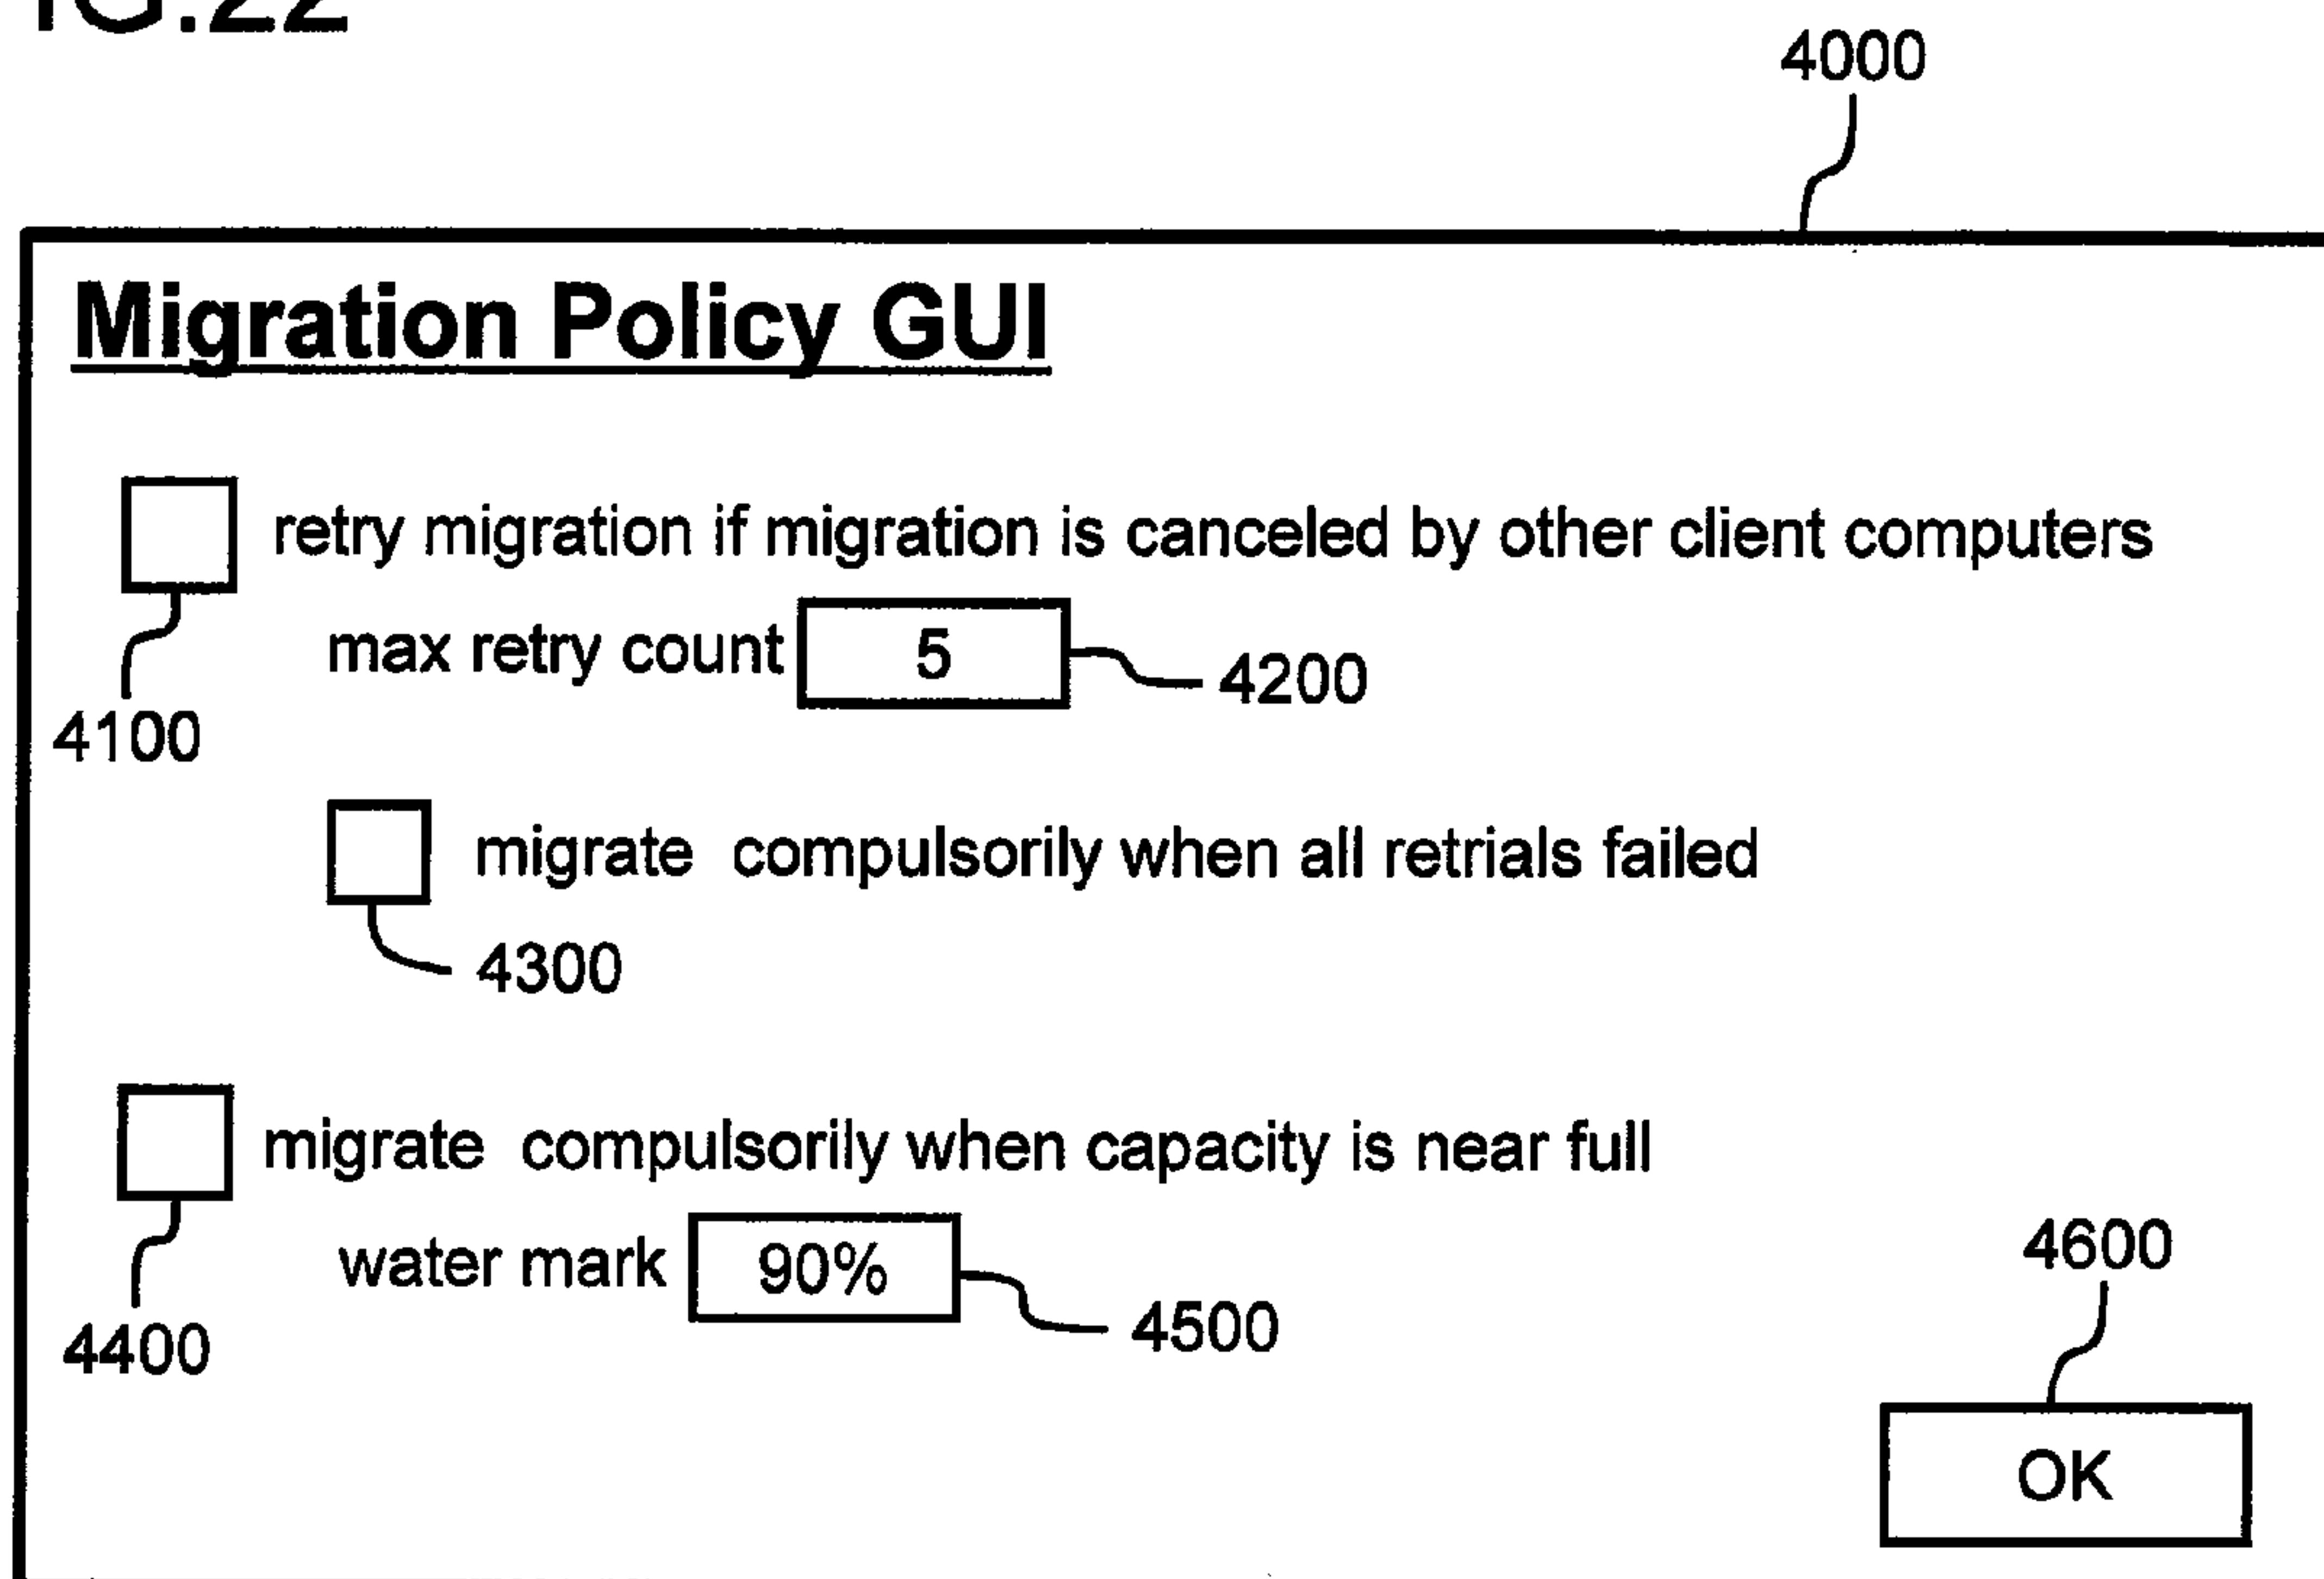 FIG.22
4000
Migration Policy GUI
retry migration if migration is canceled by other client computers
max retry count 5 4200
4100
migrate compulsorily when all retrials failed
4300
migrate compulsorily when capacity is near full
water mark 90% 4500
4600
4400
OK